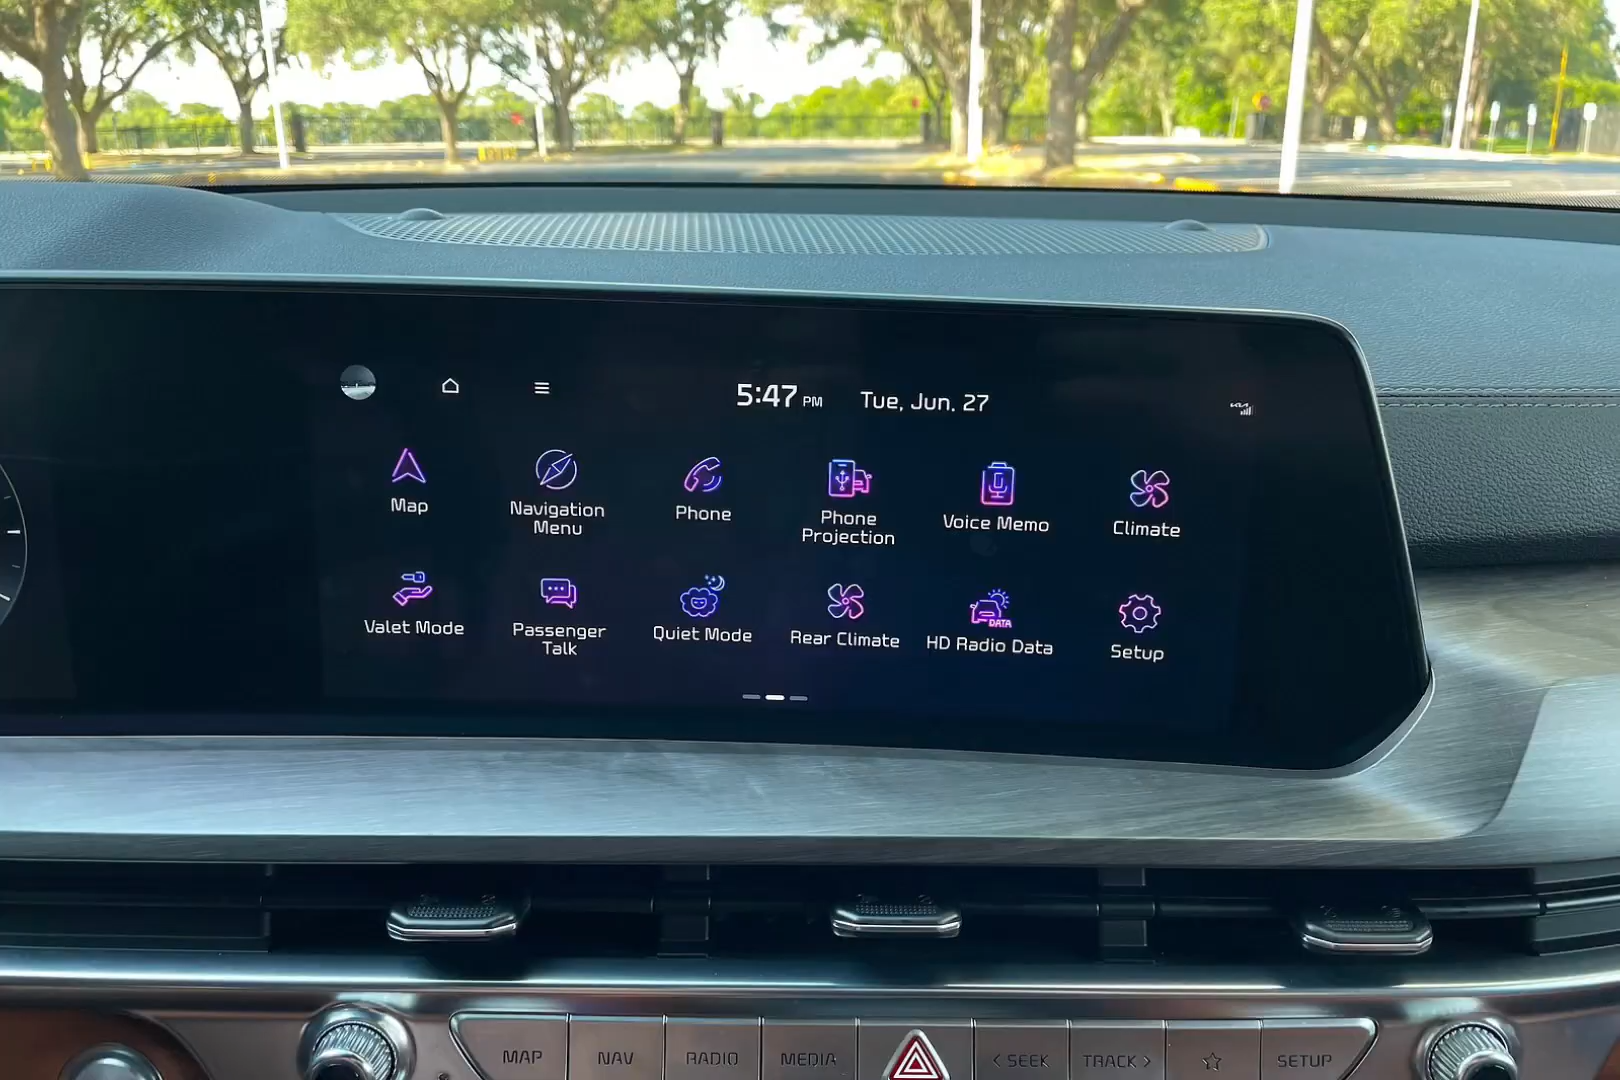 5:47 PM Tue, Jun. 27
KIA
Map
Navigation
Menu
Phone
Phone
Projection
Voice Memo
Climate
Valet Mode
Passenger
Talk
Quiet Mode
Rear Climate
DATA
HD Radio Data
Setup
MAP
NAV
RADIO
MEDIA
< SEEK
TRACK >
SETUP